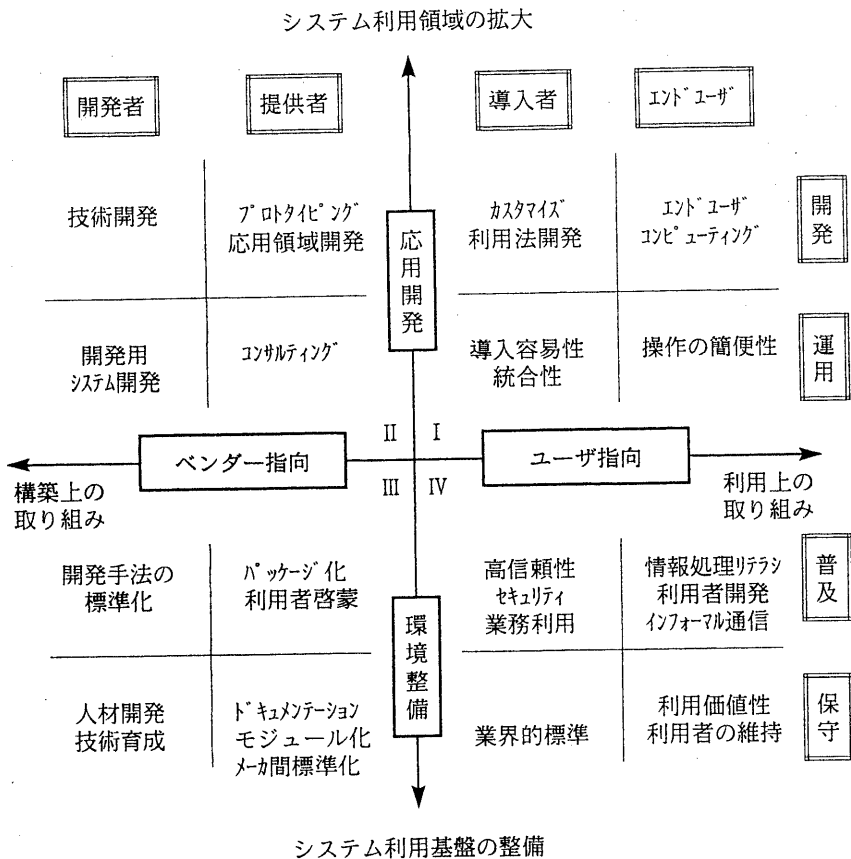 システム利用領域の拡大
開発者
提供者
導入者
エンドユーザ
技術開発
プロトタイピング
応用領域開発
カスタマイズ
利用法開発
エンドユーザ
コンピューティング
開発
応用開発
開発用
システム開発
コンサルティング
導入容易性
統合性
操作の簡便性
運用
II
I
ベンダー指向
ユーザ指向
III
IV
構築上の
取り組み
利用上の
取り組み
開発手法の
標準化
パッケージ化
利用者啓蒙
高信頼性
セキュリティ
業務利用
情報処理リテラシ
利用者開発
インフォーマル通信
普及
環境整備
人材開発
技術育成
ドキュメンテーション
モジュール化
メーカ間標準化
業界的標準
利用価値性
利用者の維持
保守
システム利用基盤の整備